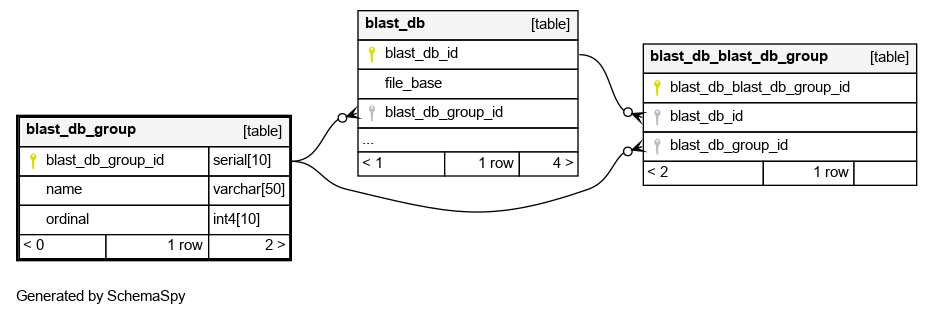 blast_db_group [table]
blast_db_group_id serial[10]
name varchar[50]
ordinal int4[10]
< 0 1 row 2 >
blast_db [table]
blast_db_id
file_base
blast_db_group_id
...
< 1 1 row 4 >
blast_db_blast_db_group [table]
blast_db_blast_db_group_id
blast_db_id
blast_db_group_id
< 2 1 row
Generated by SchemaSpy